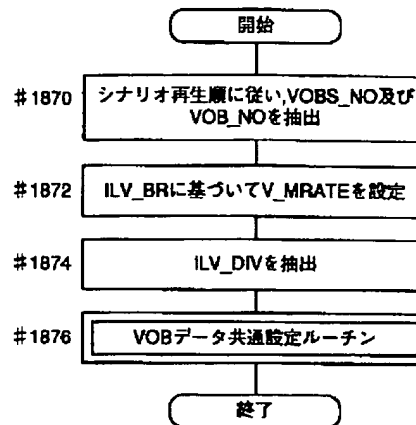 開始
#1870
シナリオ再生順に従い,VOBS_NO及び
VOB_NOを抽出
#1872
ILV_BRに基づいてV_MRATEを設定
#1874
ILV_DIVを抽出
#1876
VOBデータ共通設定ルーチン
終了